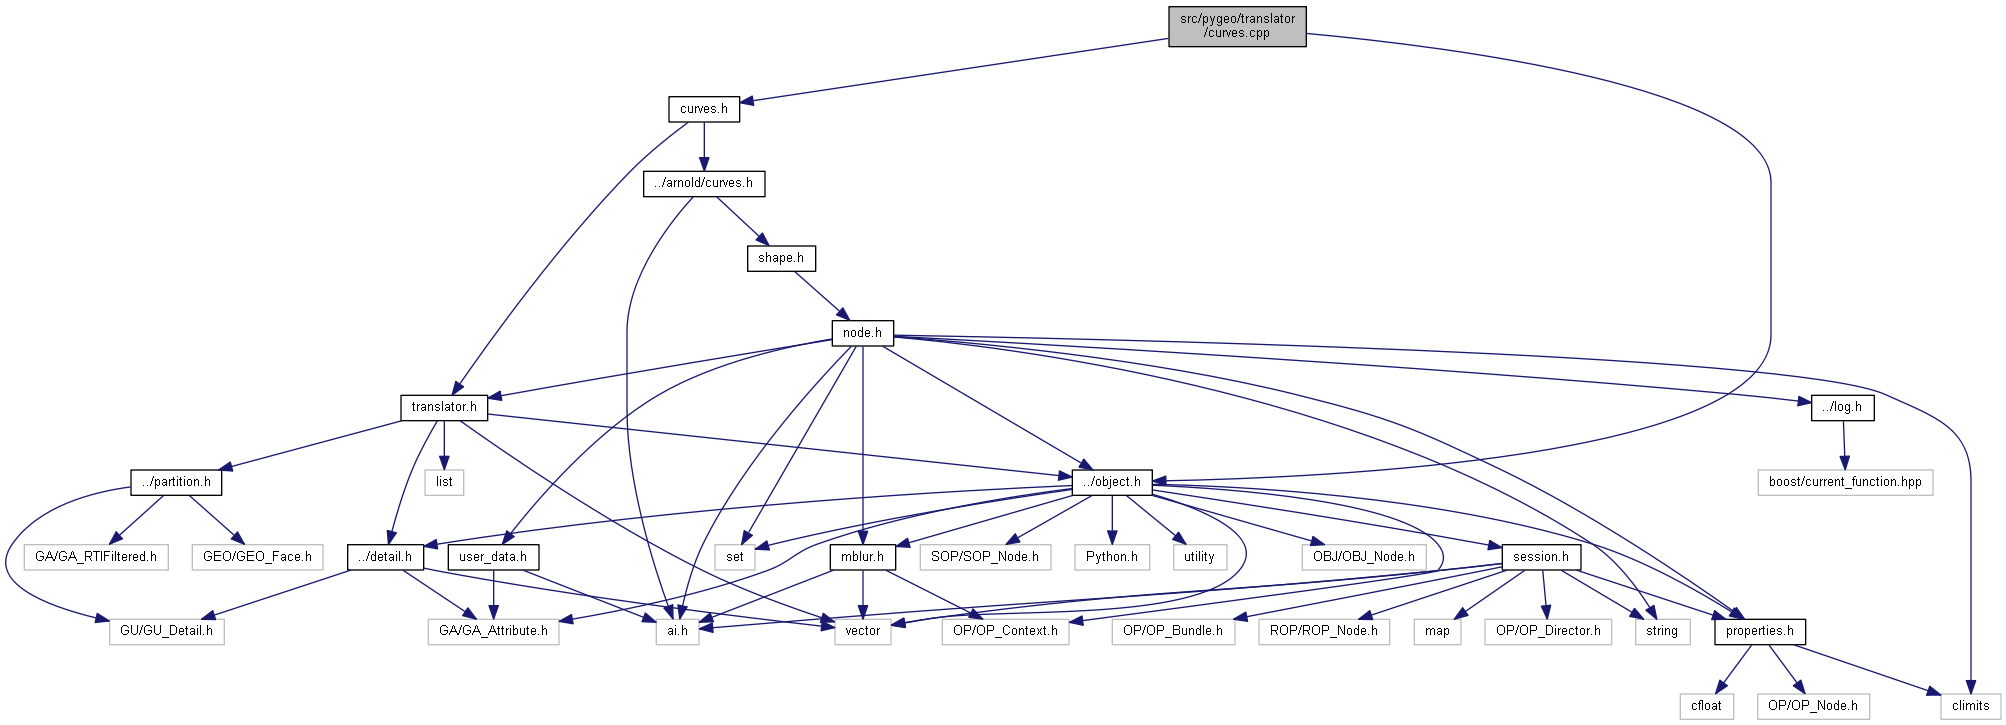 src/pygeo/translator
/curves.cpp
curves.h
../arnold/curves.h
shape.h
node.h
translator.h
../log.h
../partition.h
list
../object.h
boost/current_function.hpp
GA/GA_RTIFiltered.h
GEO/GEO_Face.h
../detail.h
user_data.h
set
mblur.h
SOP/SOP_Node.h
Python.h
utility
OBJ/OBJ_Node.h
session.h
GU/GU_Detail.h
GA/GA_Attribute.h
ai.h
vector
OP/OP_Context.h
OP/OP_Bundle.h
ROP/ROP_Node.h
map
OP/OP_Director.h
string
properties.h
cfloat
OP/OP_Node.h
climits